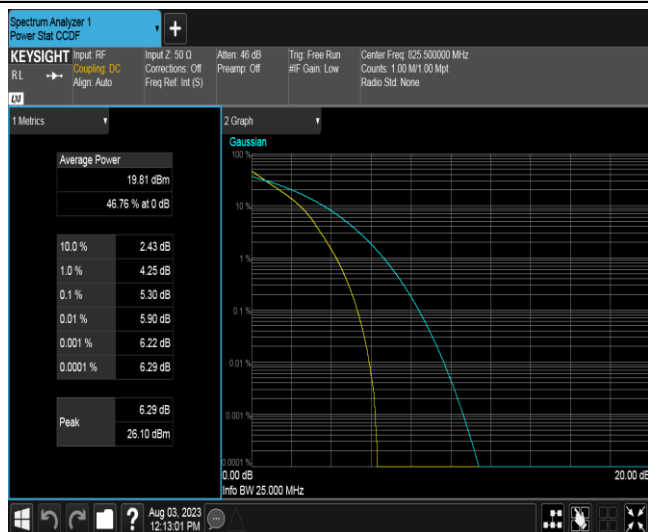 Spectrum Analyzer 1
Power Stat CCDF
+
KEYSIGHT
RL
LXI
Input: RF
Coupling: DC
Align: Auto
Input Z: 50 Ω
Corrections: Off
Freq Ref: Int (S)
Atten: 46 dB
Preamp: Off
Trig: Free Run
#IF Gain: Low
Center Freq: 825.500000 MHz
Counts: 1.00 M/1.00 Mpt
Radio Std: None
1 Metrics
Average Power
19.81 dBm
46.76 % at 0 dB
10.0 % 2.43 dB
1.0 % 4.25 dB
0.1 % 5.30 dB
0.01 % 5.90 dB
0.001 % 6.22 dB
0.0001 % 6.29 dB
Peak 6.29 dB
26.10 dBm
2 Graph
Gaussian
100 %
10 %
1 %
0.1 %
0.01 %
0.001 %
0.0001 %
0.00 dB 20.00 dB
Info BW 25.000 MHz
?
Aug 03, 2023
12:13:01 PM